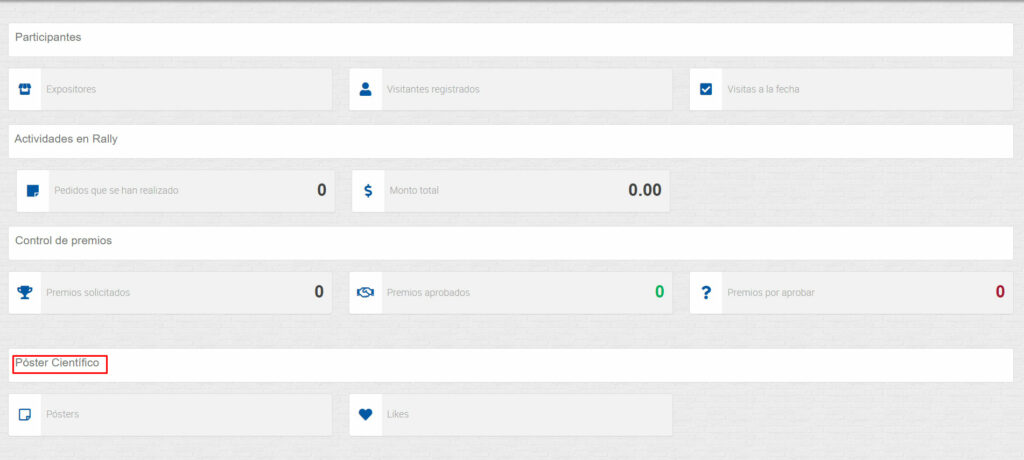 Participantes
Expositores
Visitantes registrados
Visitas a la fecha
Actividades en Rally
Pedidos que se han realizado 0
Monto total 0.00
Control de premios
Premios solicitados 0
Premios aprobados 0
Premios por aprobar 0
Póster Científico
Pósters
Likes